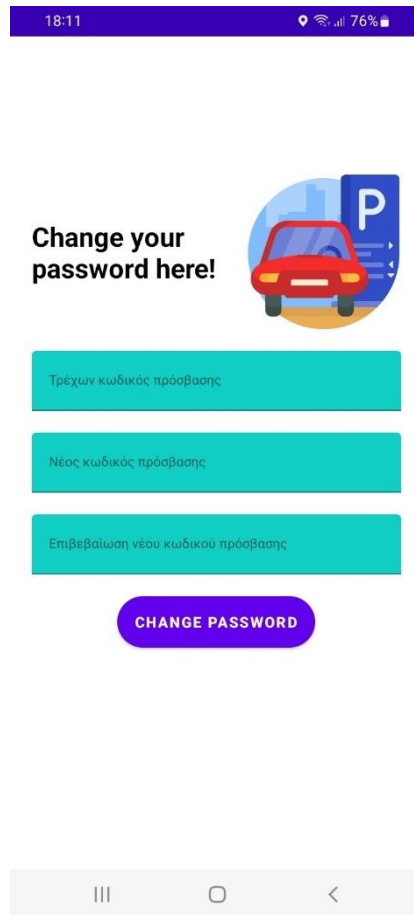 18:11
76%
P
Change your
password here!
Τρέχων κωδικός πρόσβασης
Νέος κωδικός πρόσβασης
Επιβεβαίωση νέου κωδικού πρόσβασης
CHANGE PASSWORD